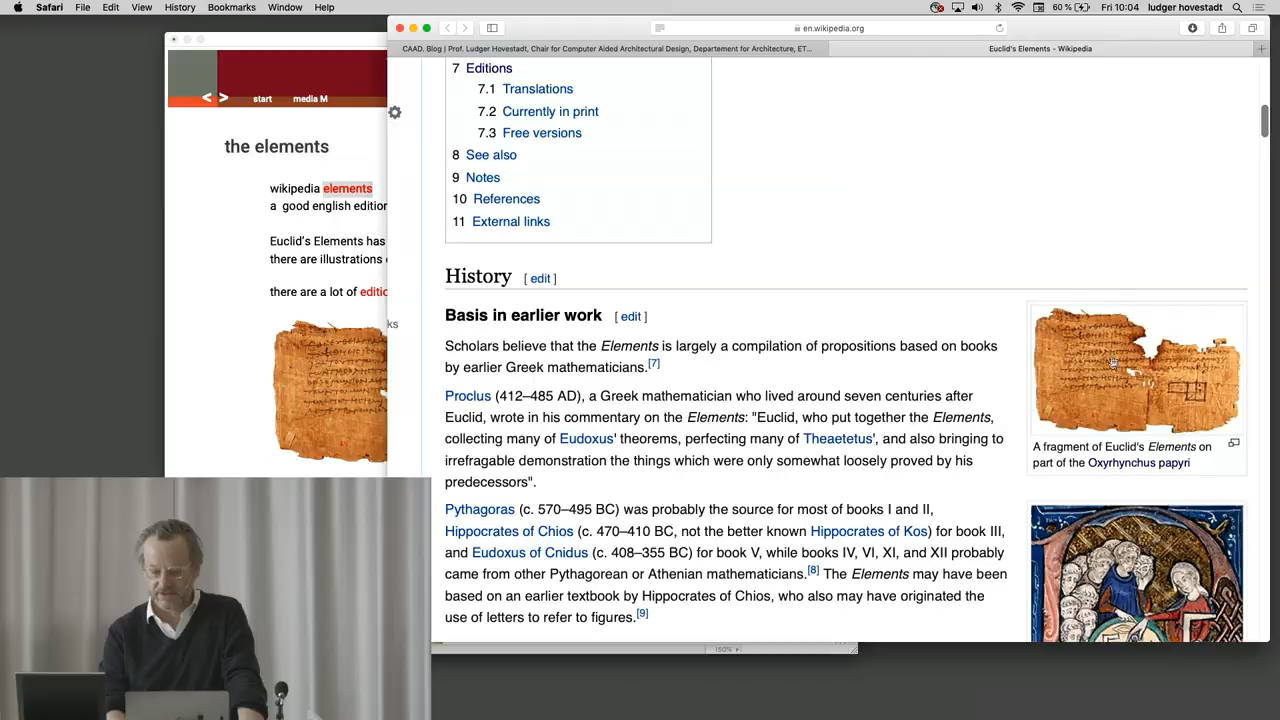 Safari File Edit View History Bookmarks Window Help
60 % Fri 10:04 ludger hovestadt
en.wikipedia.org
CAAD. Blog | Prof. Ludger Hovestadt, Chair for Computer Aided Architectural Design, Departement for Architecture, ET...
Euclid's Elements - Wikipedia
< > start media M
the elements
wikipedia elements
a good english edition
Euclid's Elements has
there are illustrations
there are a lot of editic
ks
7 Editions
7.1 Translations
7.2 Currently in print
7.3 Free versions
8 See also
9 Notes
10 References
11 External links
History [ edit ]
Basis in earlier work [ edit ]
Scholars believe that the Elements is largely a compilation of propositions based on books
by earlier Greek mathematicians.[7]
Proclus (412–485 AD), a Greek mathematician who lived around seven centuries after
Euclid, wrote in his commentary on the Elements: "Euclid, who put together the Elements,
collecting many of Eudoxus' theorems, perfecting many of Theaetetus', and also bringing to
irrefragable demonstration the things which were only somewhat loosely proved by his
predecessors".
Pythagoras (c. 570–495 BC) was probably the source for most of books I and II,
Hippocrates of Chios (c. 470–410 BC, not the better known Hippocrates of Kos) for book III,
and Eudoxus of Cnidus (c. 408–355 BC) for book V, while books IV, VI, XI, and XII probably
came from other Pythagorean or Athenian mathematicians.[8] The Elements may have been
based on an earlier textbook by Hippocrates of Chios, who also may have originated the
use of letters to refer to figures.[9]
A fragment of Euclid's Elements on
part of the Oxyrhynchus papyri
150%